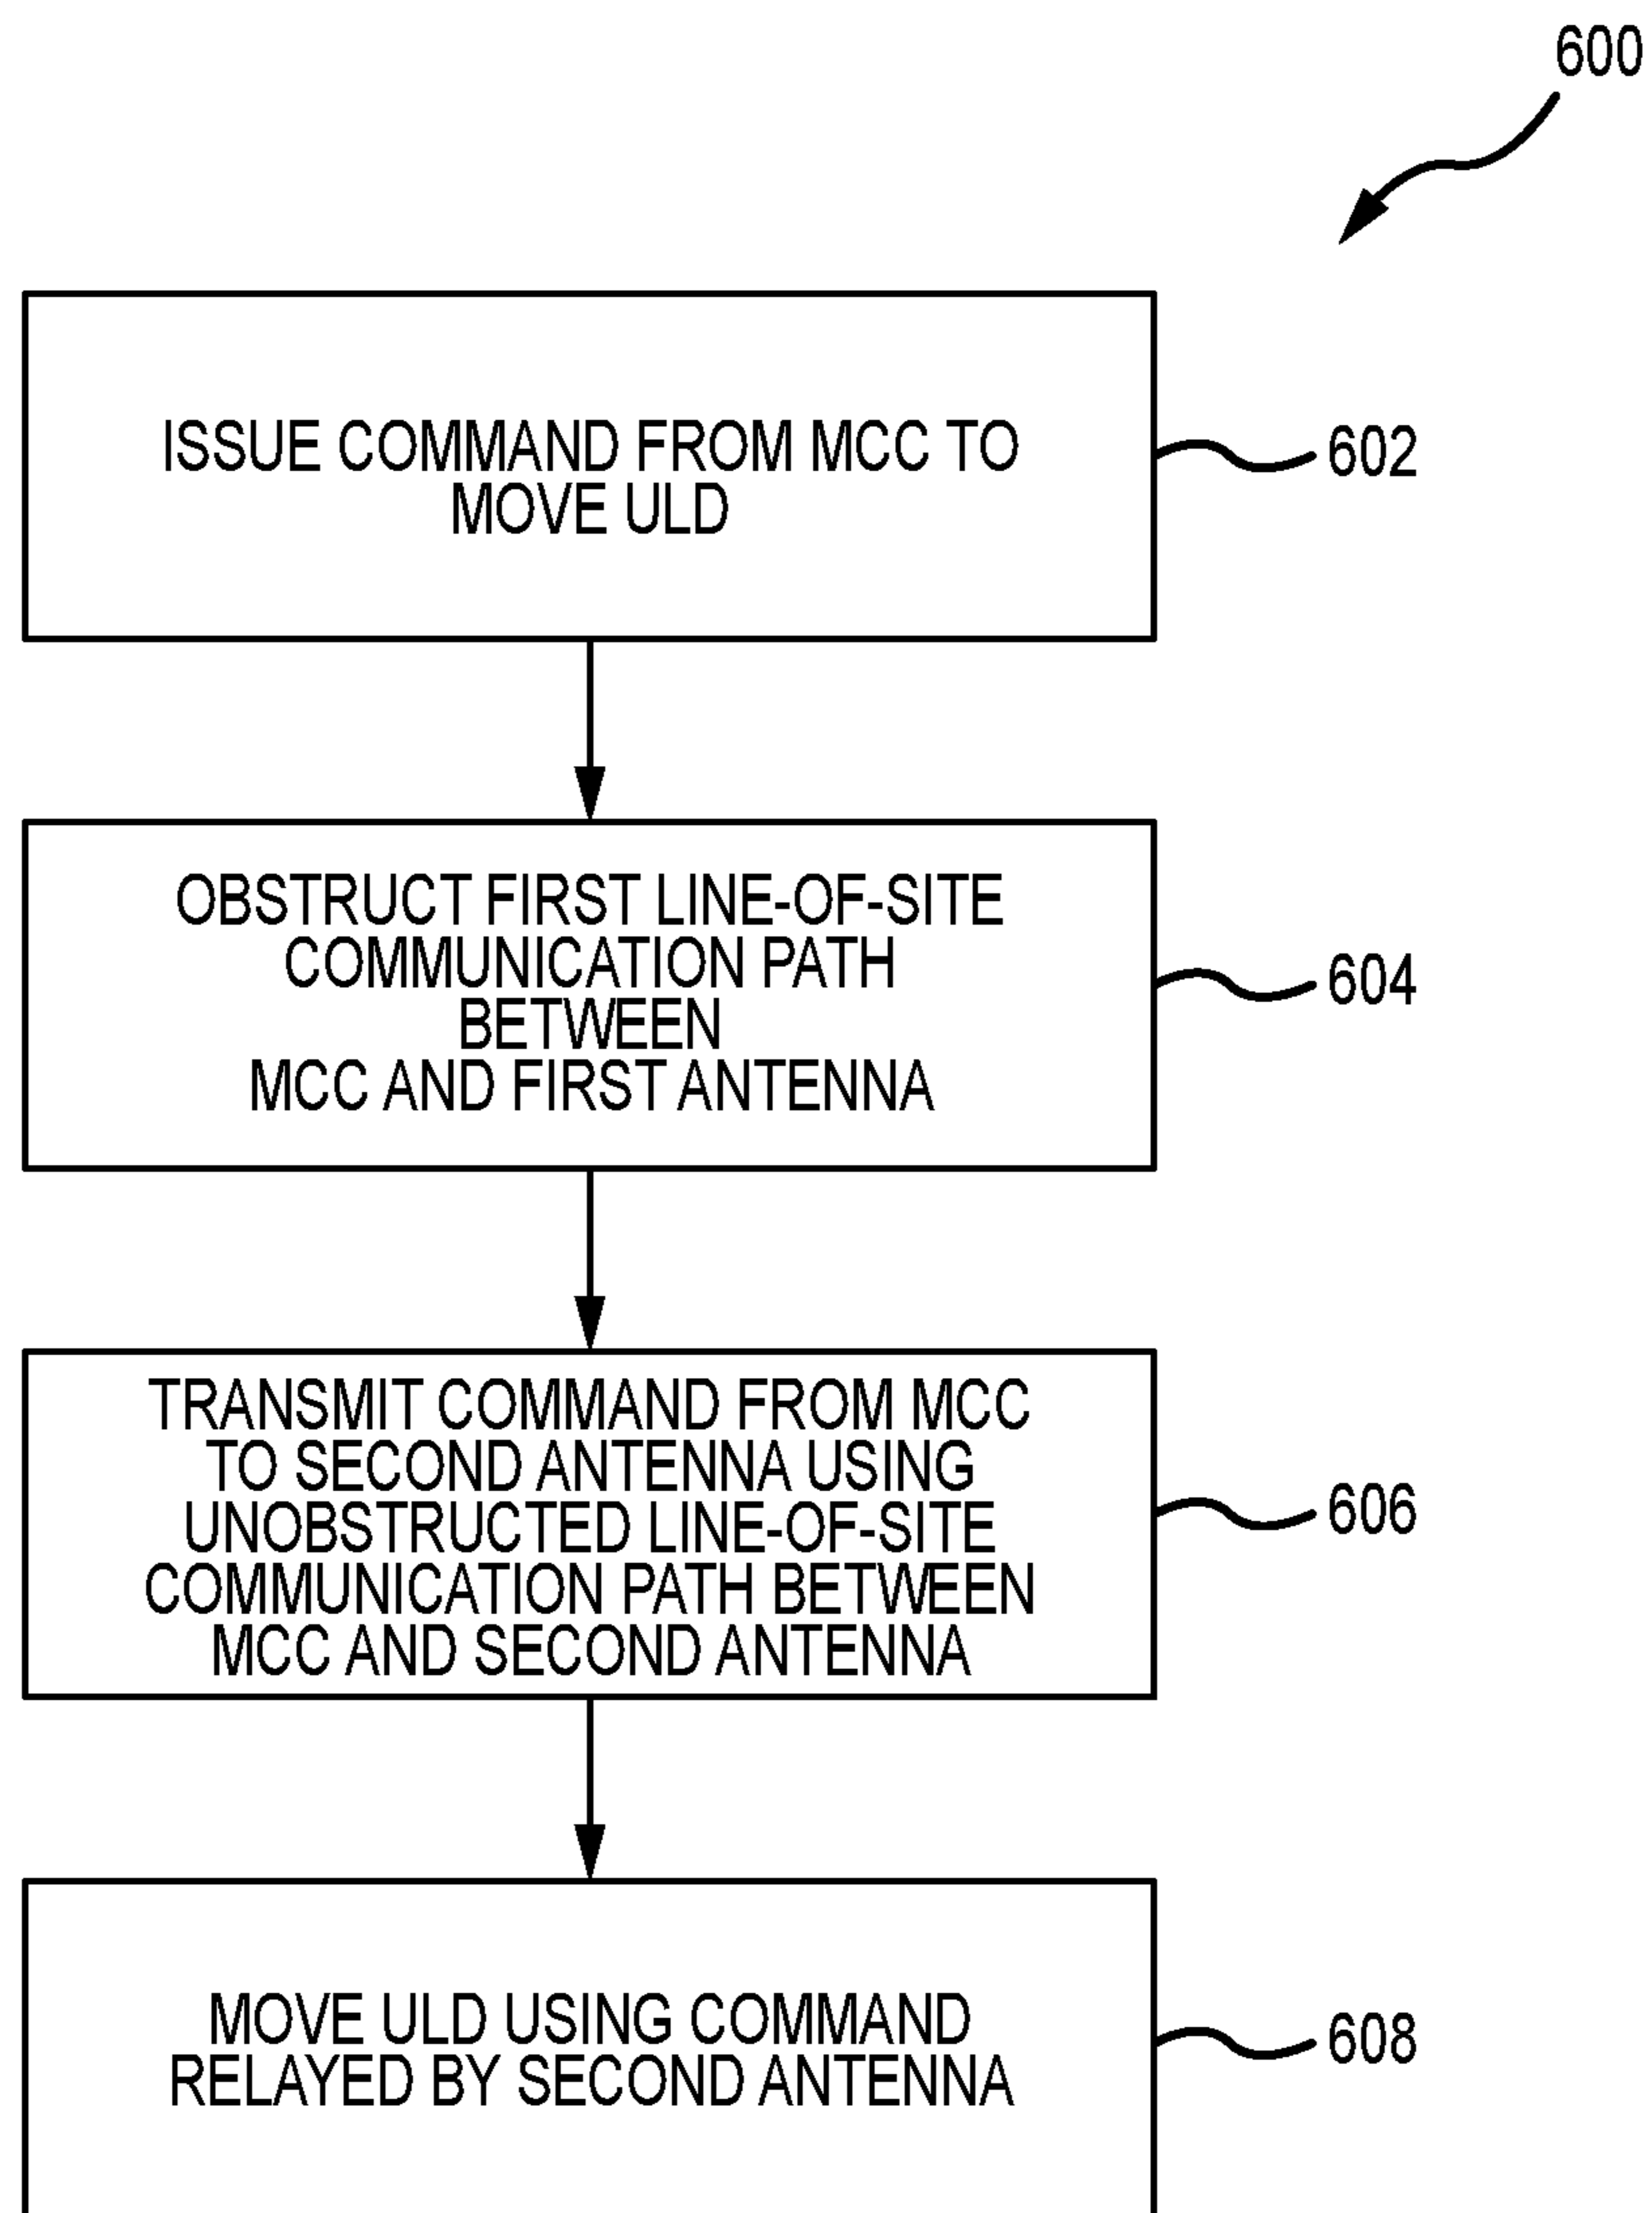 600
ISSUE COMMAND FROM MCC TO
MOVE ULD
602
OBSTRUCT FIRST LINE-OF-SITE
COMMUNICATION PATH
BETWEEN
MCC AND FIRST ANTENNA
604
TRANSMIT COMMAND FROM MCC
TO SECOND ANTENNA USING
UNOBSTRUCTED LINE-OF-SITE
COMMUNICATION PATH BETWEEN
MCC AND SECOND ANTENNA
606
MOVE ULD USING COMMAND
RELAYED BY SECOND ANTENNA
608